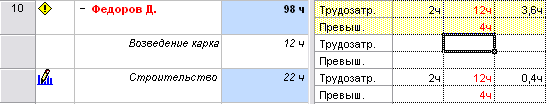 10 − Федоров Д. 98 ч Трудозатр. 2ч 12ч 3,6ч
Превыш. 4ч
Возведение карка 12 ч Трудозатр.
Превыш.
Строительство 22 ч Трудозатр. 2ч 12ч 0,4ч
Превыш. 4ч